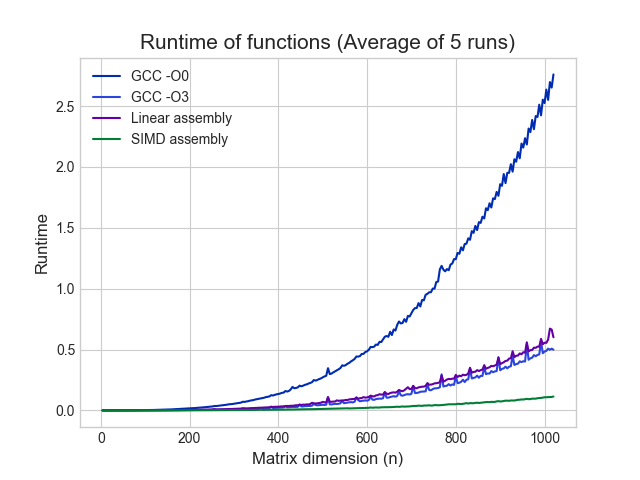 Runtime of functions (Average of 5 runs)
GCC -O0
GCC -O3
Linear assembly
SIMD assembly
Runtime
2.5
2.0
1.5
1.0
0.5
0.0
0 200 400 600 800 1000
Matrix dimension (n)